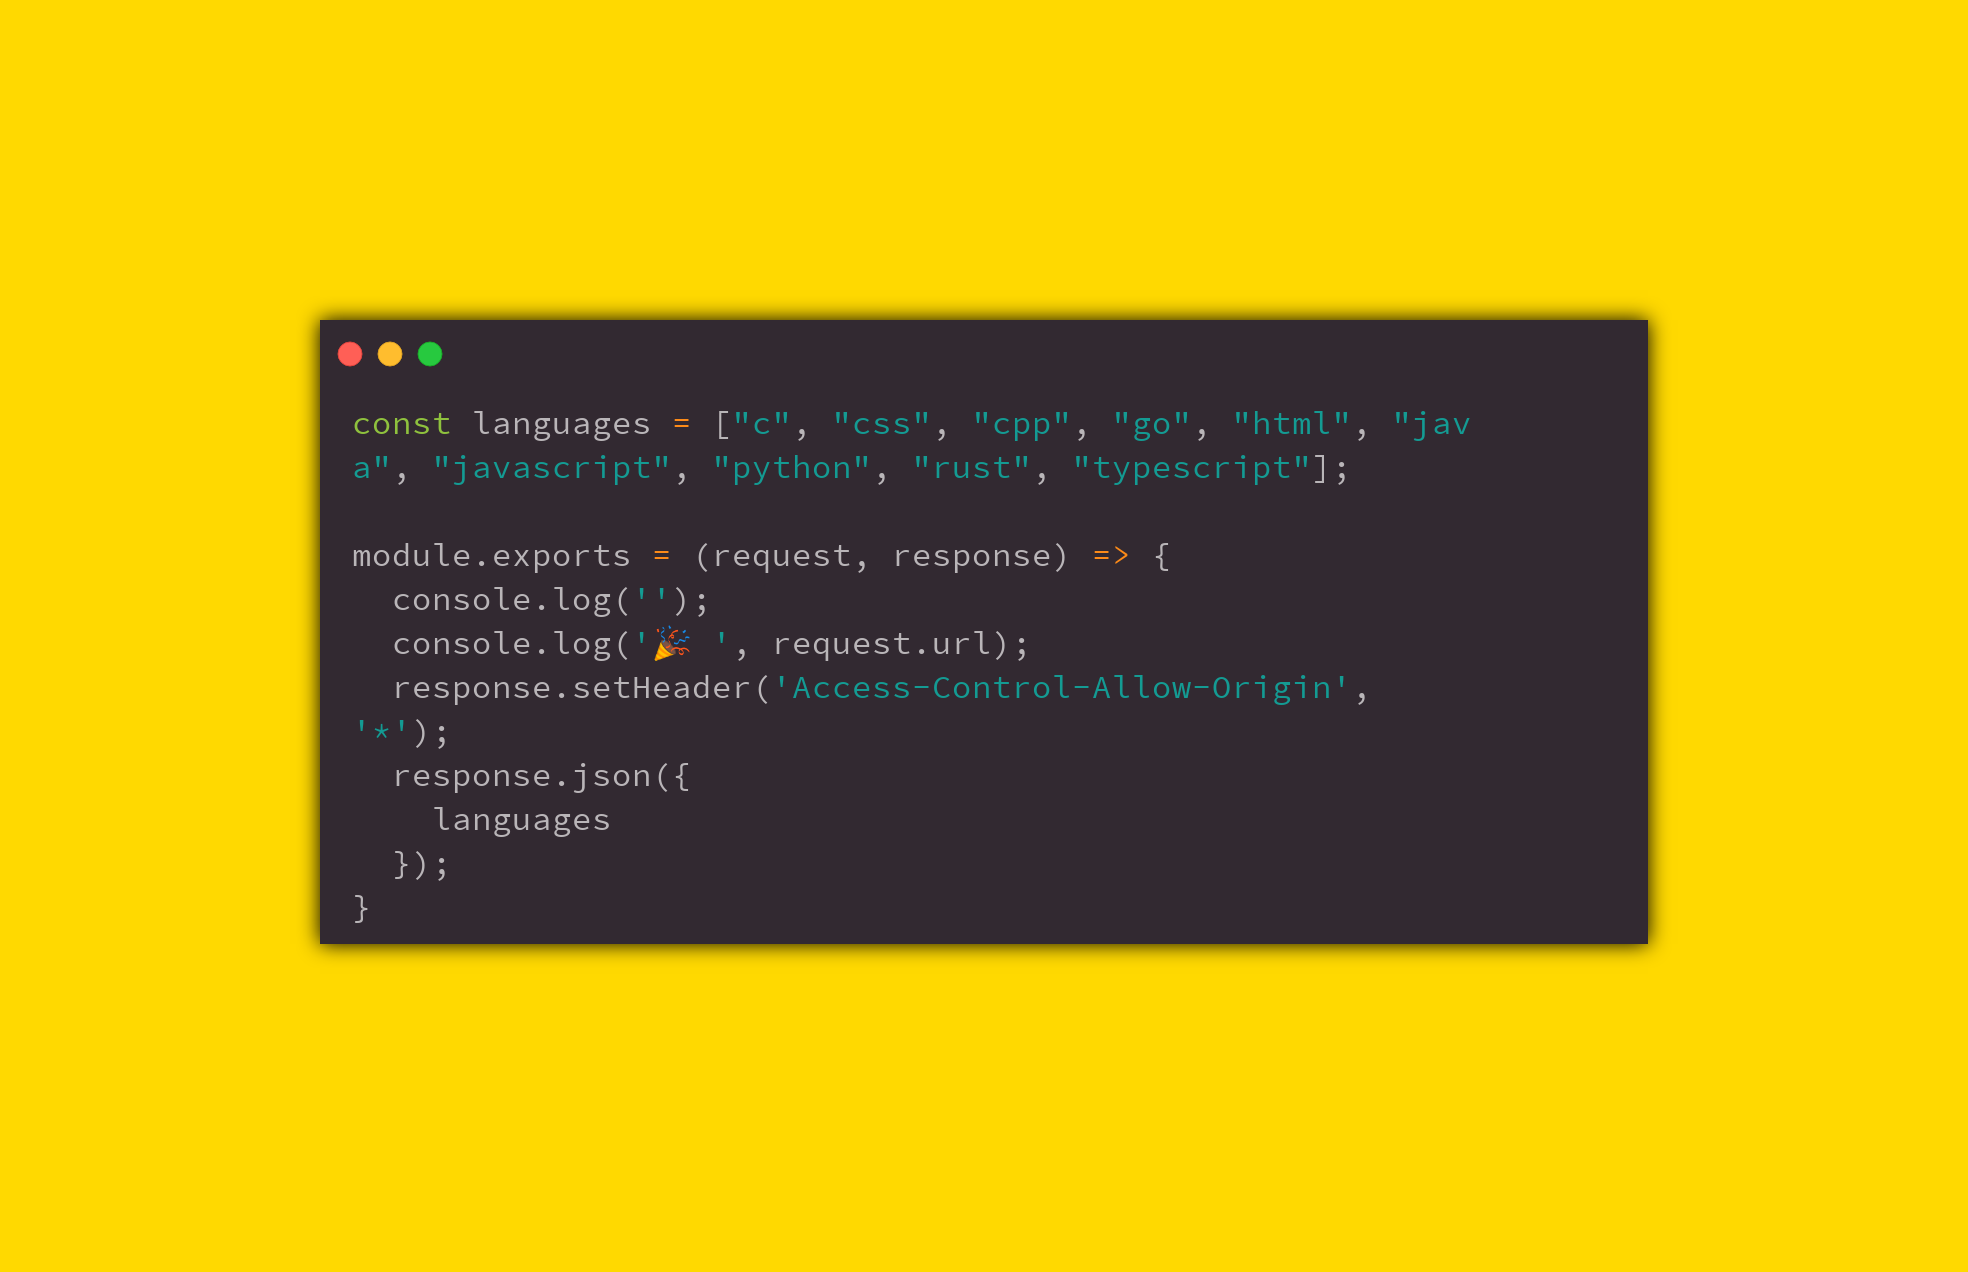 const languages = ["c", "css", "cpp", "go", "html", "jav
a", "javascript", "python", "rust", "typescript"];
module.exports = (request, response) => {
  console.log('');
  console.log('🎉 ', request.url);
  response.setHeader('Access-Control-Allow-Origin',
'*');
  response.json({
    languages
  });
}